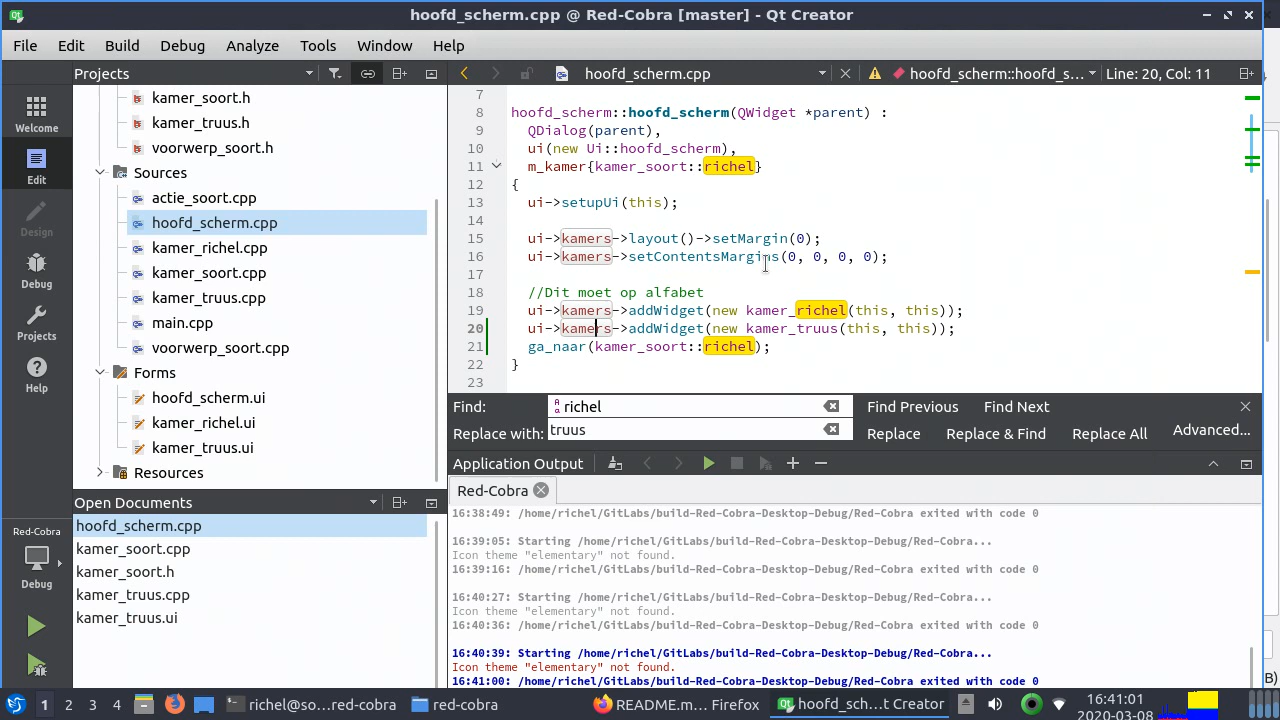 hoofd_scherm.cpp @ Red-Cobra [master] - Qt Creator
File Edit Build Debug Analyze Tools Window Help
Projects
hoofd_scherm.cpp
hoofd_scherm::hoofd_s... Line: 20, Col: 11
Welcome
Edit
Design
Debug
Projects
Help
Red-Cobra
Debug
kamer_soort.h
kamer_truus.h
voorwerp_soort.h
Sources
actie_soort.cpp
hoofd_scherm.cpp
kamer_richel.cpp
kamer_soort.cpp
kamer_truus.cpp
main.cpp
voorwerp_soort.cpp
Forms
hoofd_scherm.ui
kamer_richel.ui
kamer_truus.ui
Resources
Open Documents
hoofd_scherm.cpp
kamer_soort.cpp
kamer_soort.h
kamer_truus.cpp
kamer_truus.ui
7
8 hoofd_scherm::hoofd_scherm(QWidget *parent) :
9 QDialog(parent),
10 ui(new Ui::hoofd_scherm),
11 m_kamer{kamer_soort::richel}
12 {
13 ui->setupUi(this);
14
15 ui->kamers->layout()->setMargin(0);
16 ui->kamers->setContentsMargins(0, 0, 0, 0);
17
18 //Dit moet op alfabet
19 ui->kamers->addWidget(new kamer_richel(this, this));
20 ui->kamers->addWidget(new kamer_truus(this, this));
21 ga_naar(kamer_soort::richel);
22 }
23
Find: richel Find Previous Find Next
Replace with: truus Replace Replace & Find Replace All Advanced...
Application Output
Red-Cobra
16:38:49: /home/richel/GitLabs/build-Red-Cobra-Desktop-Debug/Red-Cobra exited with code 0
16:39:05: Starting /home/richel/GitLabs/build-Red-Cobra-Desktop-Debug/Red-Cobra...
Icon theme "elementary" not found.
16:39:16: /home/richel/GitLabs/build-Red-Cobra-Desktop-Debug/Red-Cobra exited with code 0
16:40:27: Starting /home/richel/GitLabs/build-Red-Cobra-Desktop-Debug/Red-Cobra...
Icon theme "elementary" not found.
16:40:36: /home/richel/GitLabs/build-Red-Cobra-Desktop-Debug/Red-Cobra exited with code 0
16:40:39: Starting /home/richel/GitLabs/build-Red-Cobra-Desktop-Debug/Red-Cobra...
Icon theme "elementary" not found.
16:41:00: /home/richel/GitLabs/build-Red-Cobra-Desktop-Debug/Red-Cobra exited with code 0
B)
1 2 3 4 richel@so...red-cobra red-cobra README.m... Firefox hoofd_sc...t Creator 16:41:01
2020-03-08